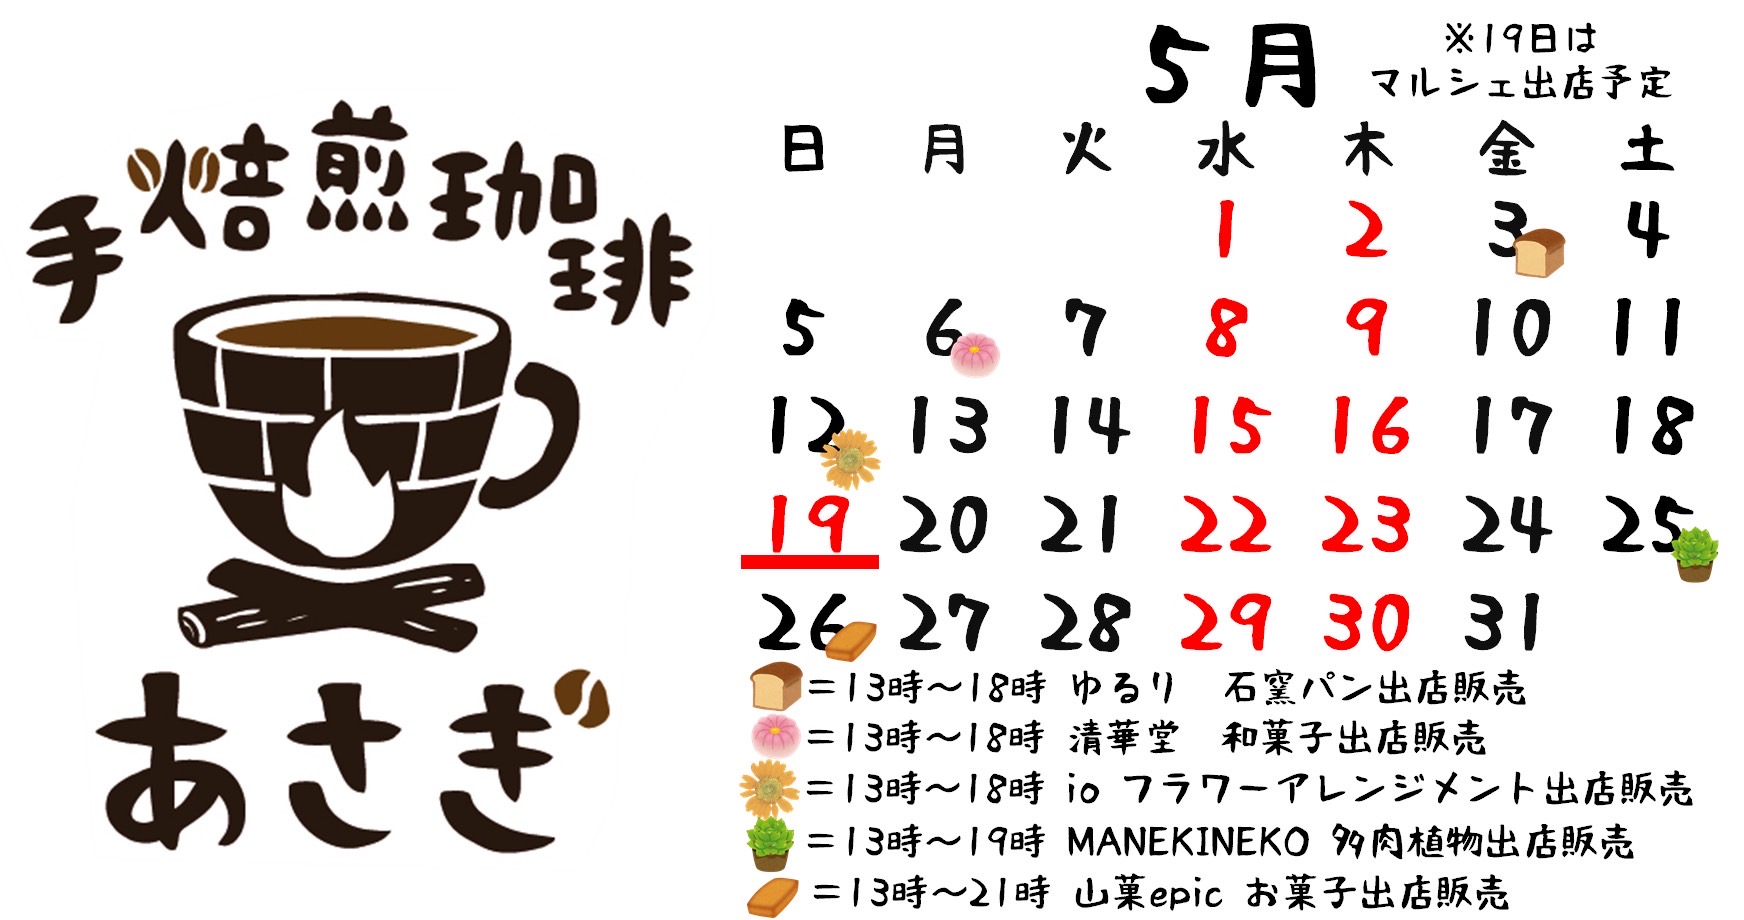 手焙煎珈琲
あさぎ
5月
※19日は
マルシェ出店予定
日 月 火 水 木 金 土
1 2 3 4
5 6 7 8 9 10 11
12 13 14 15 16 17 18
19 20 21 22 23 24 25
26 27 28 29 30 31
=13時〜18時 ゆるり 石窯パン出店販売
=13時〜18時 清華堂 和菓子出店販売
=13時〜18時 io フラワーアレンジメント出店販売
=13時〜19時 MANEKINEKO 多肉植物出店販売
=13時〜21時 山菓epic お菓子出店販売